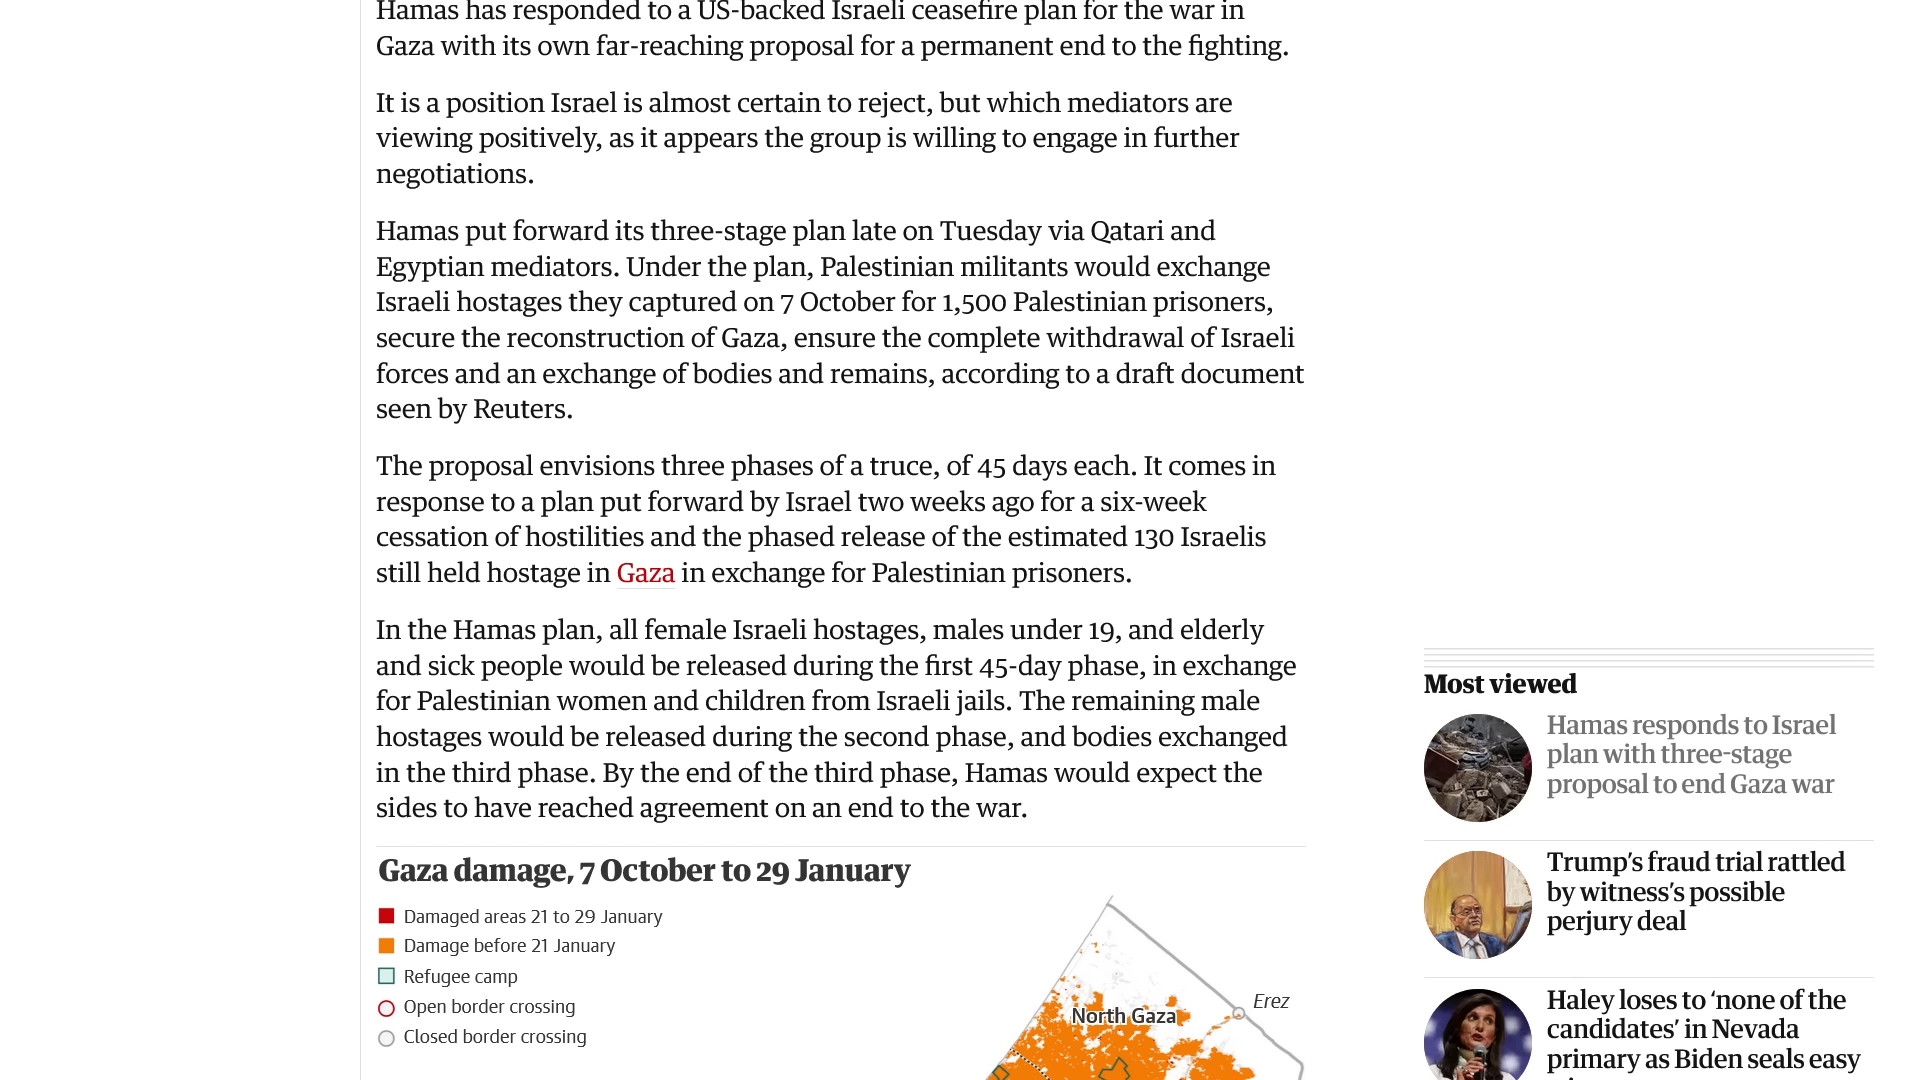 Hamas has responded to a US-backed Israeli ceasefire plan for the war in
Gaza with its own far-reaching proposal for a permanent end to the fighting.
It is a position Israel is almost certain to reject, but which mediators are
viewing positively, as it appears the group is willing to engage in further
negotiations.
Hamas put forward its three-stage plan late on Tuesday via Qatari and
Egyptian mediators. Under the plan, Palestinian militants would exchange
Israeli hostages they captured on 7 October for 1,500 Palestinian prisoners,
secure the reconstruction of Gaza, ensure the complete withdrawal of Israeli
forces and an exchange of bodies and remains, according to a draft document
seen by Reuters.
The proposal envisions three phases of a truce, of 45 days each. It comes in
response to a plan put forward by Israel two weeks ago for a six-week
cessation of hostilities and the phased release of the estimated 130 Israelis
still held hostage in Gaza in exchange for Palestinian prisoners.
In the Hamas plan, all female Israeli hostages, males under 19, and elderly
and sick people would be released during the first 45-day phase, in exchange
for Palestinian women and children from Israeli jails. The remaining male
hostages would be released during the second phase, and bodies exchanged
in the third phase. By the end of the third phase, Hamas would expect the
sides to have reached agreement on an end to the war.
Gaza damage, 7 October to 29 January
Damaged areas 21 to 29 January
Damage before 21 January
Refugee camp
Open border crossing
Closed border crossing
North Gaza
Erez
Most viewed
Hamas responds to Israel
plan with three-stage
proposal to end Gaza war
Trump’s fraud trial rattled
by witness’s possible
perjury deal
Haley loses to ‘none of the
candidates’ in Nevada
primary as Biden seals easy